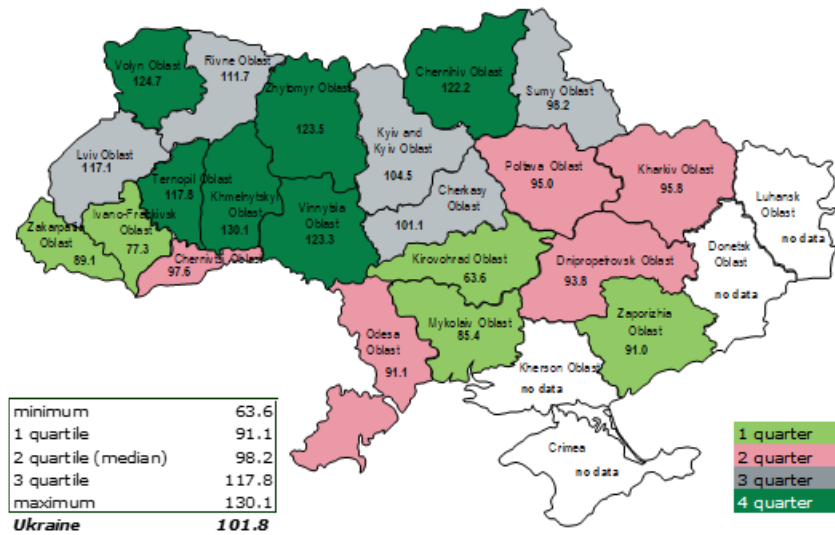 Volyn Oblast
124.7
Rivne Oblast
111.7
Zhytomyr Oblast
123.5
Chernihiv Oblast
122.2
Sumy Oblast
98.2
Kyiv and
Kyiv Oblast
104.5
Lviv Oblast
117.1
Ternopil Oblast
117.8
Khmelnytskyi
Oblast
130.1
Vinnytsia
Oblast
123.3
Cherkasy
Oblast
101.1
Poltava Oblast
95.0
Kharkiv Oblast
95.8
Luhansk
Oblast
no data
Donetsk
Oblast
no data
Zakarpattia
Oblast
89.1
Ivano-Frankivsk
Oblast
77.3
Chernivtsi Oblast
97.6
Kirovohrad Oblast
63.6
Dnipropetrovsk Oblast
93.8
Zaporizhia
Oblast
91.0
Mykolaiv Oblast
85.4
Odesa
Oblast
91.1
Kherson Oblast
no data
Crimea
no data
minimum 63.6
1 quartile 91.1
2 quartile (median) 98.2
3 quartile 117.8
maximum 130.1
Ukraine 101.8
1 quarter
2 quarter
3 quarter
4 quarter